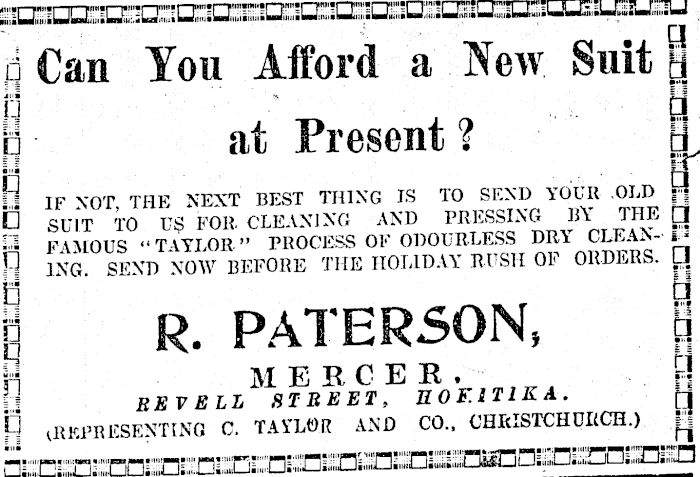 Can You Afford a New Suit
at Present ?
IF NOT, THE NEXT BEST THING IS TO SEND YOUR OLD
SUIT TO US FOR CLEANING AND PRESSING BY THE
FAMOUS "TAYLOR" PROCESS OF ODOURLESS DRY CLEAN-
ING. SEND NOW BEFORE THE HOLIDAY RUSH OF ORDERS.
R. PATERSON,
MERCER.
REVELL STREET, HOKITIKA.
(REPRESENTING C. TAYLOR AND CO., CHRISTCHURCH.)